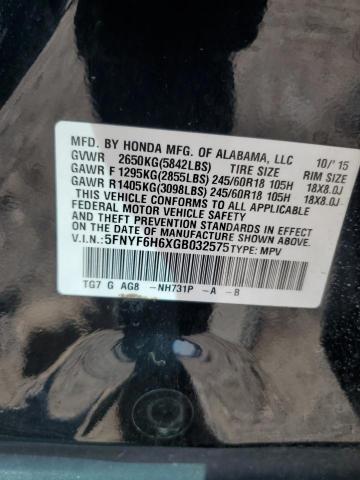 MFD. BY HONDA MFG. OF ALABAMA, LLC 10/'15
GVWR 2650KG(5842LBS) TIRE SIZE RIM SIZE
GAWR F 1295KG(2855LBS) 245/60R18 105H 18X8.0J
GAWR R1405KG(3098LBS) 245/60R18 105H 18X8.0J
THIS VEHICLE CONFORMS TO ALL APPLICABLE
FEDERAL MOTOR VEHICLE SAFETY AND THEFT PREVENTION
STANDARDS IN EFFECT ON THE DATE OF MANUFACTURE SHOWN ABOVE.
V.I.N.:5FNYF6H6XGB032575 TYPE: MPV
TG7 G AG8 -NH731P -A -B